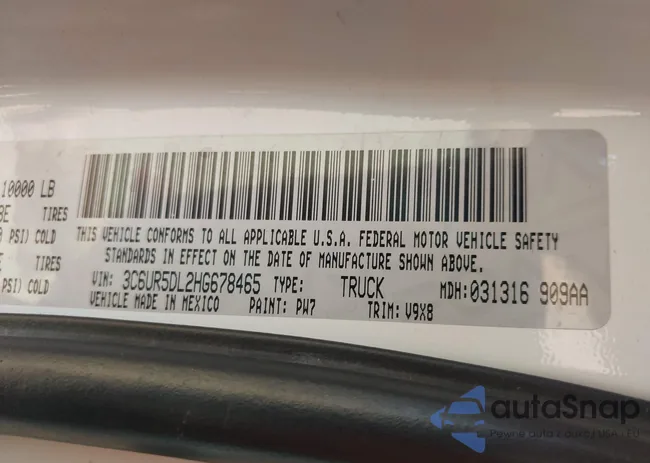 10000 LB
TIRES
PSI) COLD
TIRES
PSI) COLD
THIS VEHICLE CONFORMS TO ALL APPLICABLE U.S.A. FEDERAL MOTOR VEHICLE SAFETY
STANDARDS IN EFFECT ON THE DATE OF MANUFACTURE SHOWN ABOVE.
VIN: 3C6UR5DL2HG678465 TYPE: TRUCK MDH: 031316 909AA
VEHICLE MADE IN MEXICO PAINT: PW7 TRIM: V9X8
autoSnap